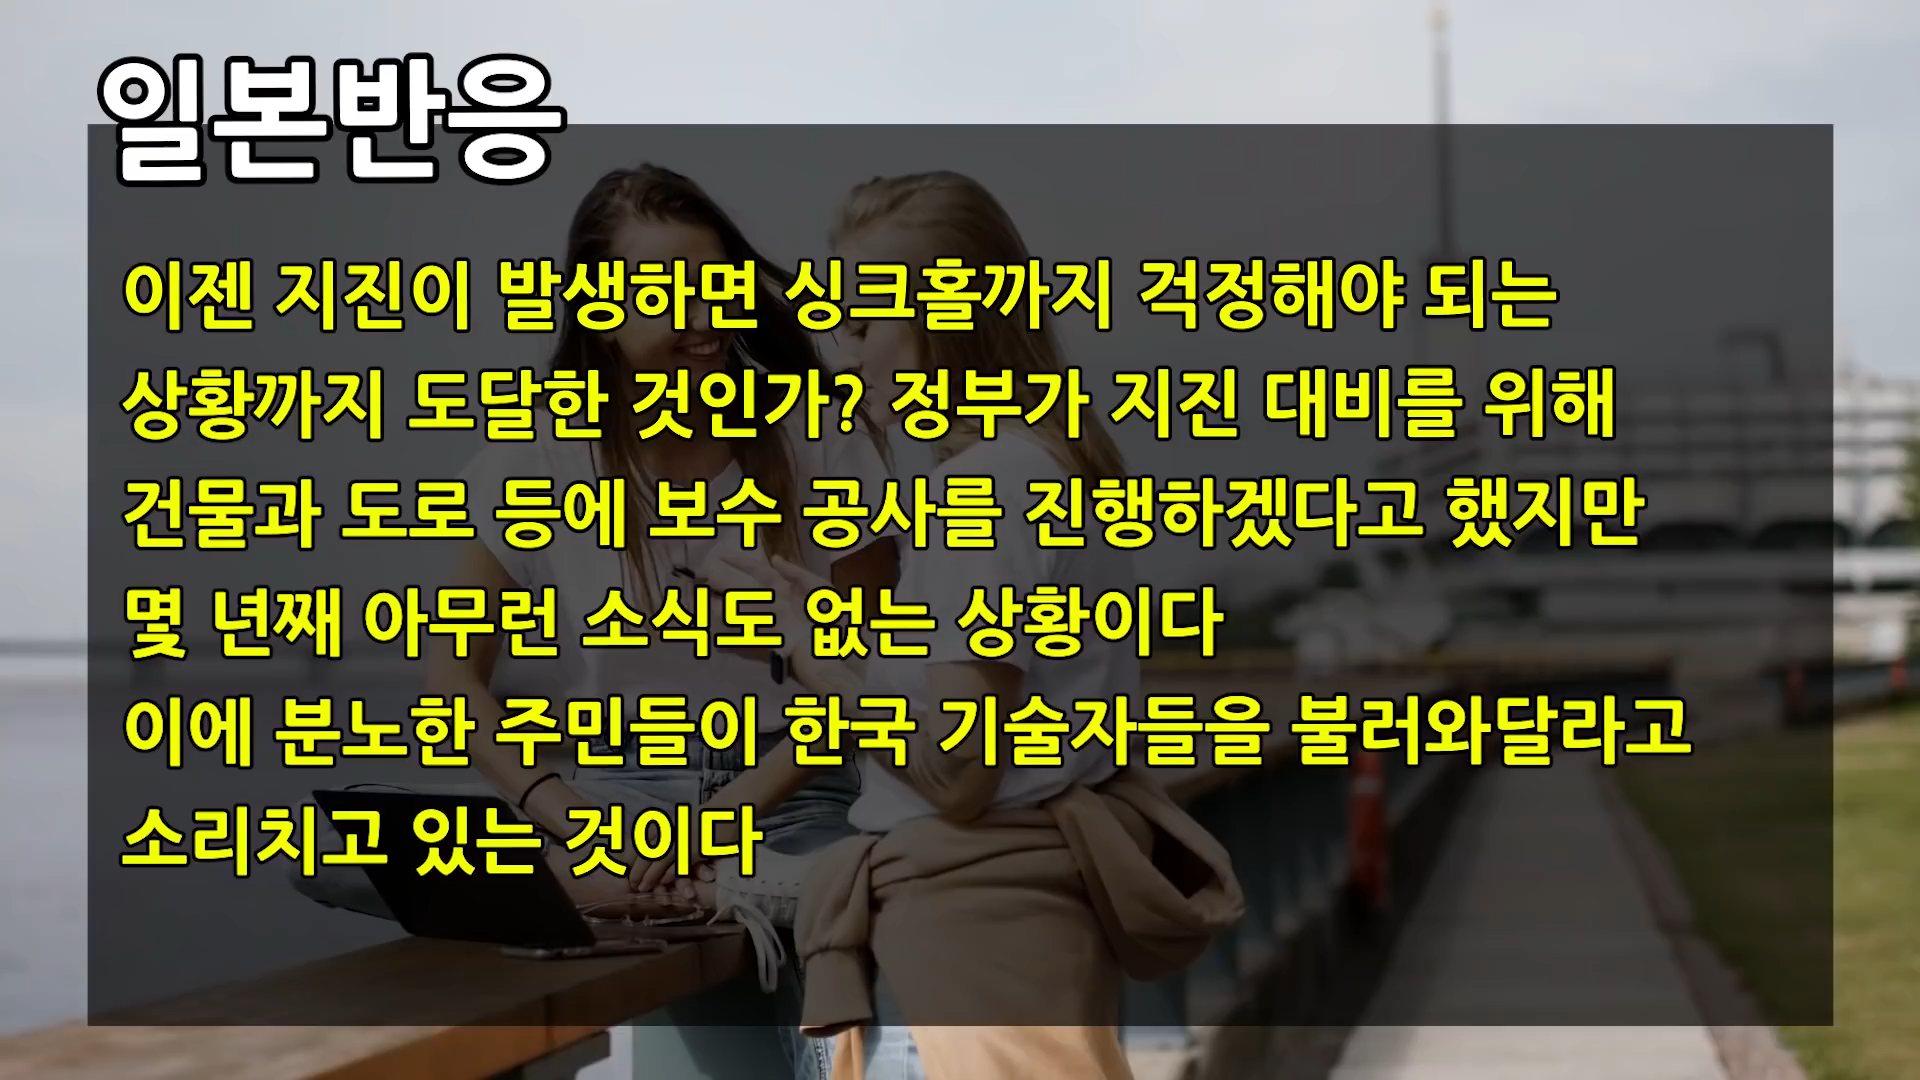 일본반응
이젠 지진이 발생하면 싱크홀까지 걱정해야 되는
상황까지 도달한 것인가? 정부가 지진 대비를 위해
건물과 도로 등에 보수 공사를 진행하겠다고 했지만
몇 년째 아무런 소식도 없는 상황이다
이에 분노한 주민들이 한국 기술자들을 불러와달라고
소리치고 있는 것이다